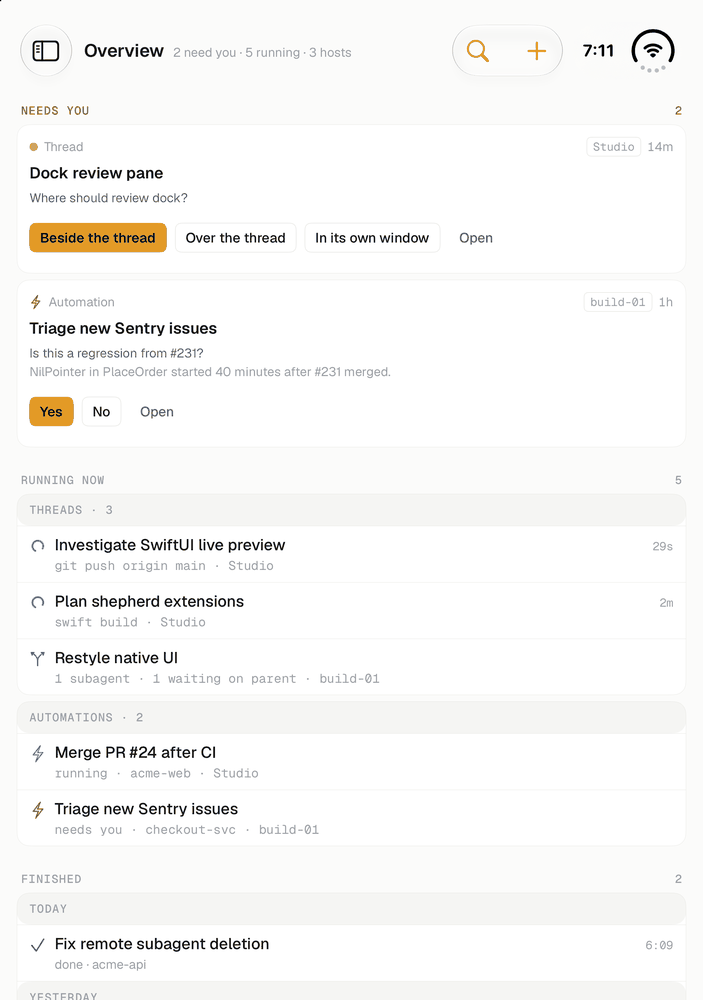 Overview 2 need you · 5 running · 3 hosts 7:11
NEEDS YOU 2
Thread Studio 14m
Dock review pane
Where should review dock?
Beside the thread Over the thread In its own window Open
Automation build-01 1h
Triage new Sentry issues
Is this a regression from #231?
NilPointer in PlaceOrder started 40 minutes after #231 merged.
Yes No Open
RUNNING NOW 5
THREADS · 3
Investigate SwiftUI live preview 29s
git push origin main · Studio
Plan shepherd extensions 2m
swift build · Studio
Restyle native UI
1 subagent · 1 waiting on parent · build-01
AUTOMATIONS · 2
Merge PR #24 after CI
running · acme-web · Studio
Triage new Sentry issues
needs you · checkout-svc · build-01
FINISHED 2
TODAY
Fix remote subagent deletion 6:09
done · acme-api
YESTERDAY